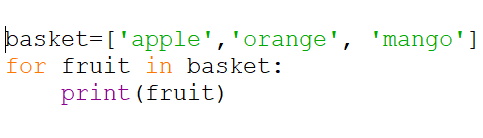 basket=['apple','orange', 'mango']
for fruit in basket:
    print(fruit)